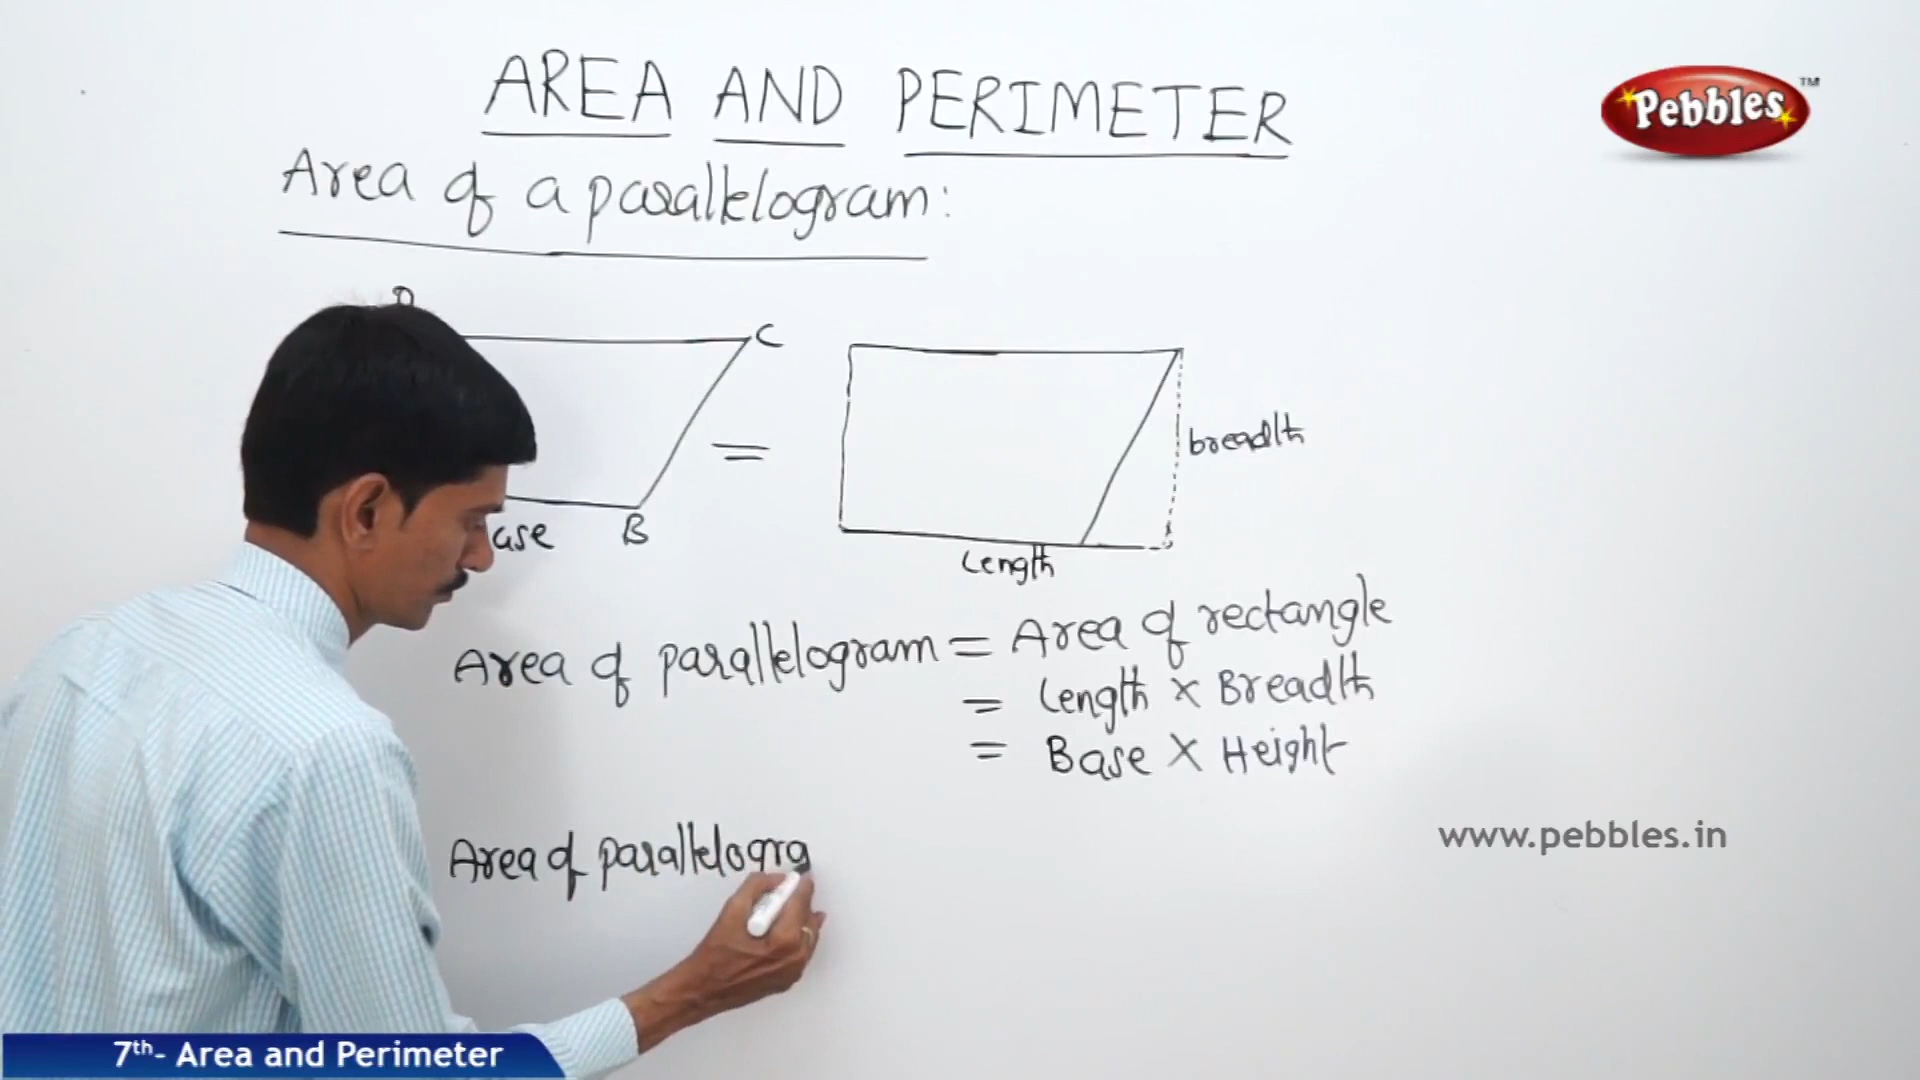 AREA AND PERIMETER
Pebbles™
Area of a parallelogram:
D
C
=
breadth
ase
B
Length
Area of parallelogram = Area of rectangle
= Length × Breadth
= Base × Height
www.pebbles.in
Area of parallelogra
7th- Area and Perimeter